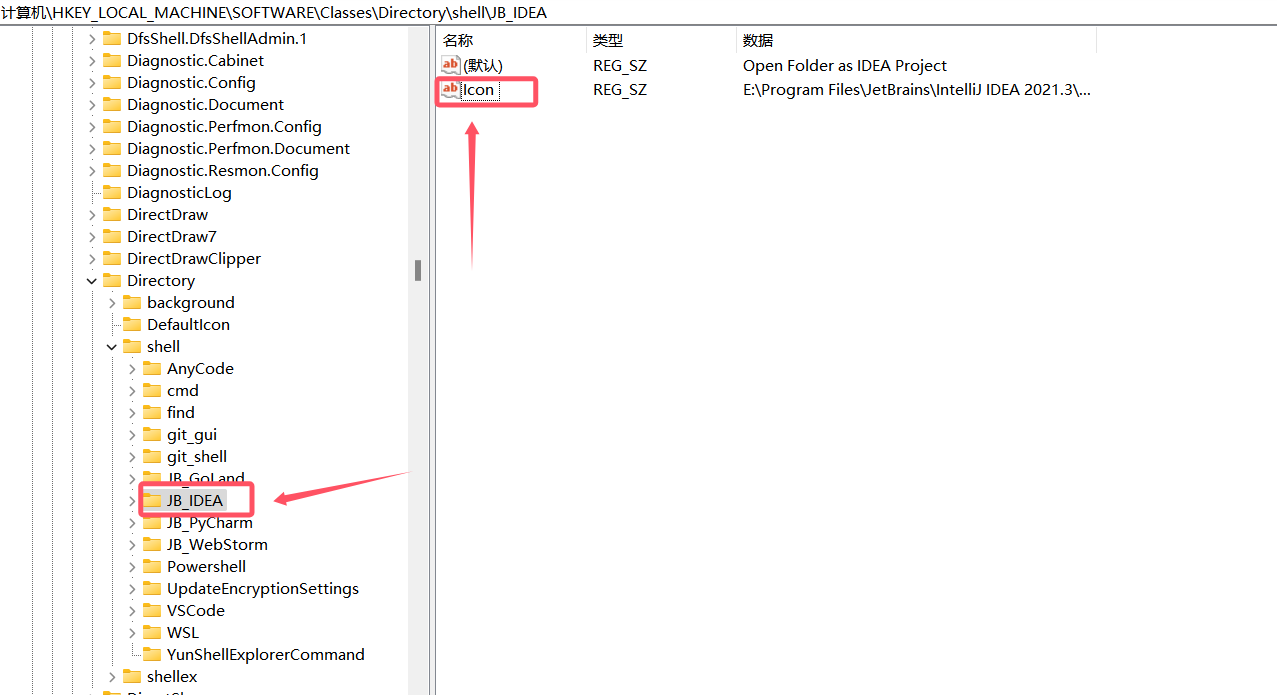 计算机\HKEY_LOCAL_MACHINE\SOFTWARE\Classes\Directory\shell\JB_IDEA
DfsShell.DfsShellAdmin.1
Diagnostic.Cabinet
Diagnostic.Config
Diagnostic.Document
Diagnostic.Perfmon.Config
Diagnostic.Perfmon.Document
Diagnostic.Resmon.Config
DiagnosticLog
DirectDraw
DirectDraw7
DirectDrawClipper
Directory
background
DefaultIcon
shell
AnyCode
cmd
find
git_gui
git_shell
JB_GoLand
JB_IDEA
JB_PyCharm
JB_WebStorm
Powershell
UpdateEncryptionSettings
VSCode
WSL
YunShellExplorerCommand
shellex
名称 类型 数据
ab (默认) REG_SZ Open Folder as IDEA Project
ab Icon REG_SZ E:\Program Files\JetBrains\IntelliJ IDEA 2021.3\...